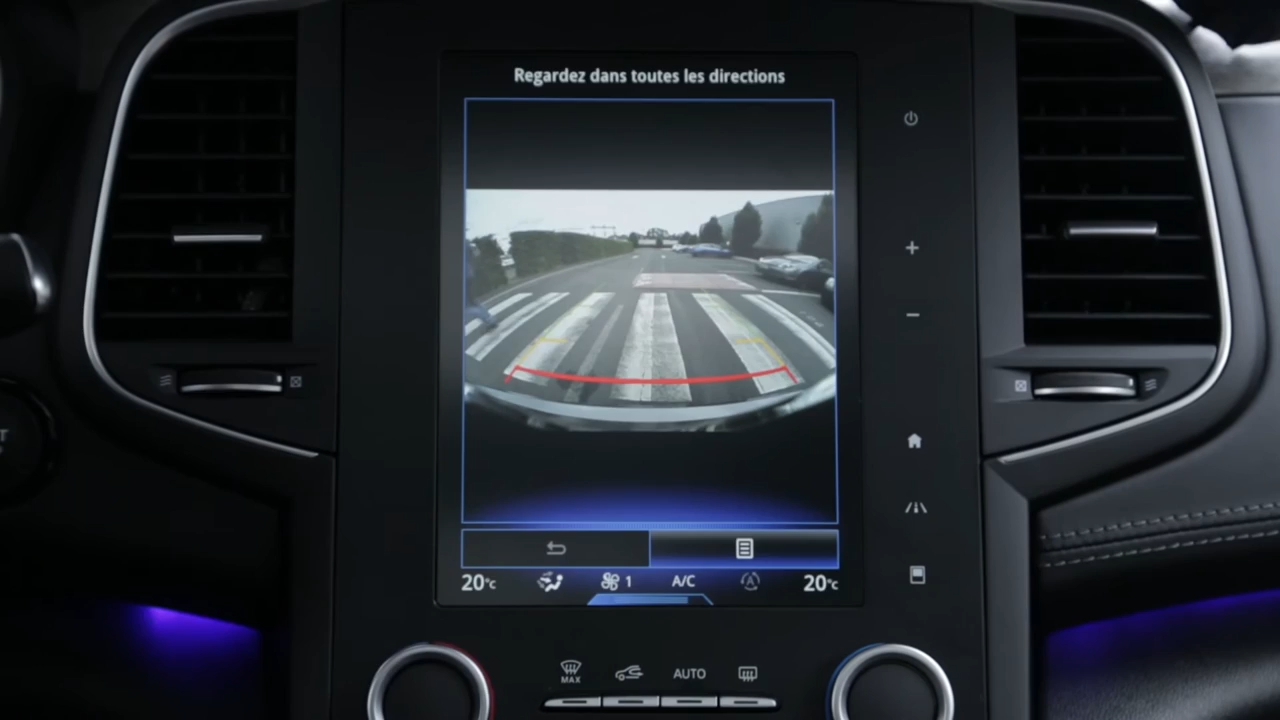 Regardez dans toutes les directions
20°c
1
A/C
A
20°c
MAX
AUTO